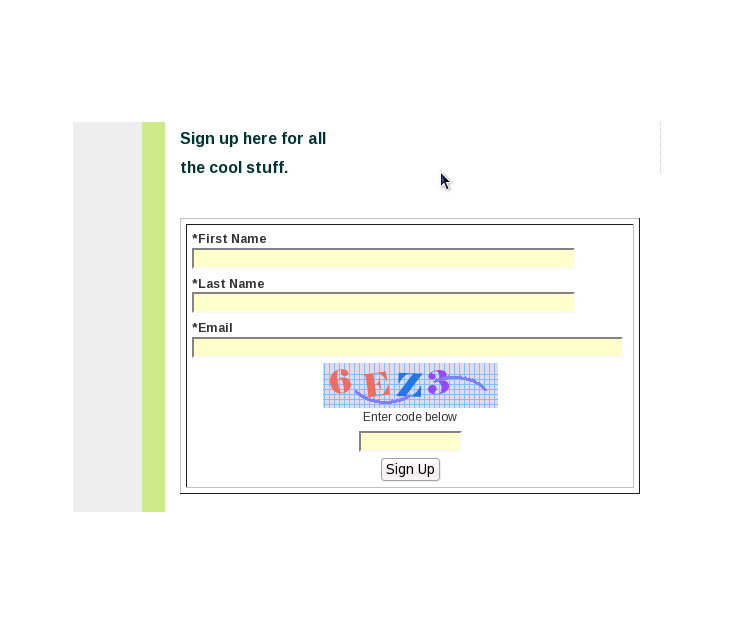 Sign up here for all
the cool stuff.
*First Name
*Last Name
*Email
6EZ3
Enter code below
Sign Up